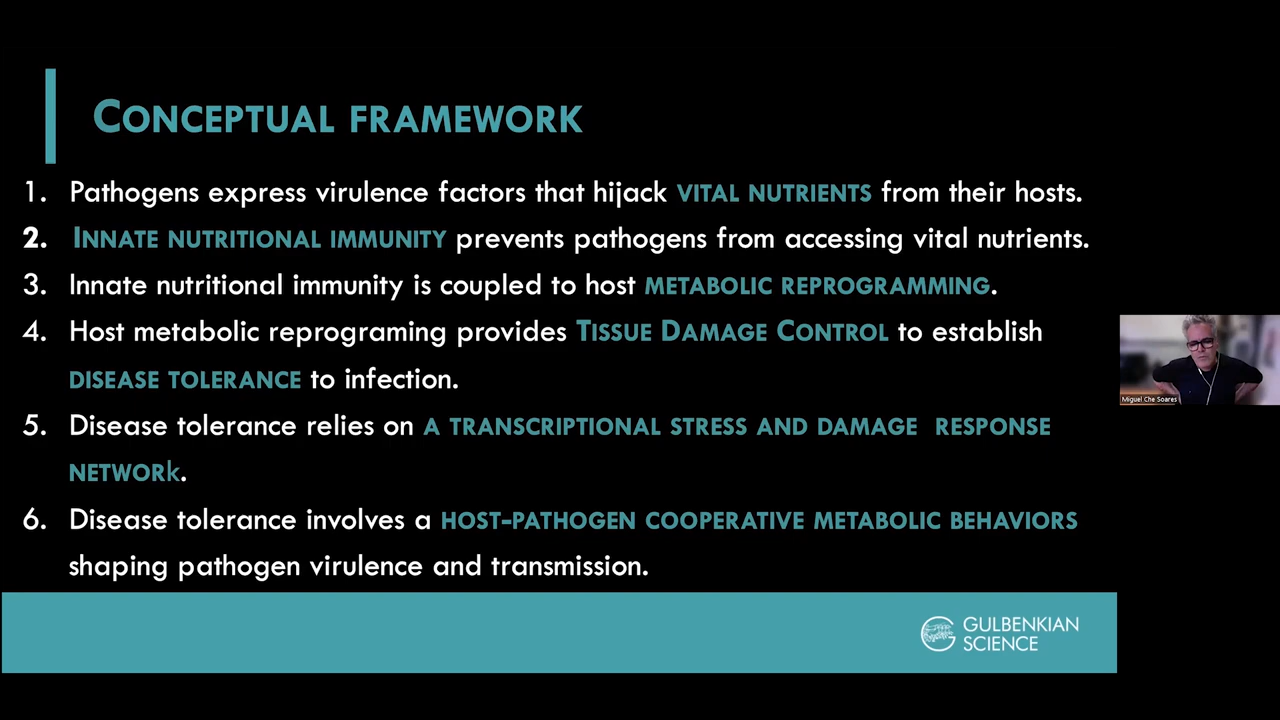 CONCEPTUAL FRAMEWORK
1. Pathogens express virulence factors that hijack VITAL NUTRIENTS from their hosts.
2. INNATE NUTRITIONAL IMMUNITY prevents pathogens from accessing vital nutrients.
3. Innate nutritional immunity is coupled to host METABOLIC REPROGRAMMING.
4. Host metabolic reprograming provides TISSUE DAMAGE CONTROL to establish
DISEASE TOLERANCE to infection.
5. Disease tolerance relies on A TRANSCRIPTIONAL STRESS AND DAMAGE RESPONSE
NETWORk.
6. Disease tolerance involves a HOST-PATHOGEN COOPERATIVE METABOLIC BEHAVIORS
shaping pathogen virulence and transmission.
Miguel Che Soares
GULBENKIAN
SCIENCE